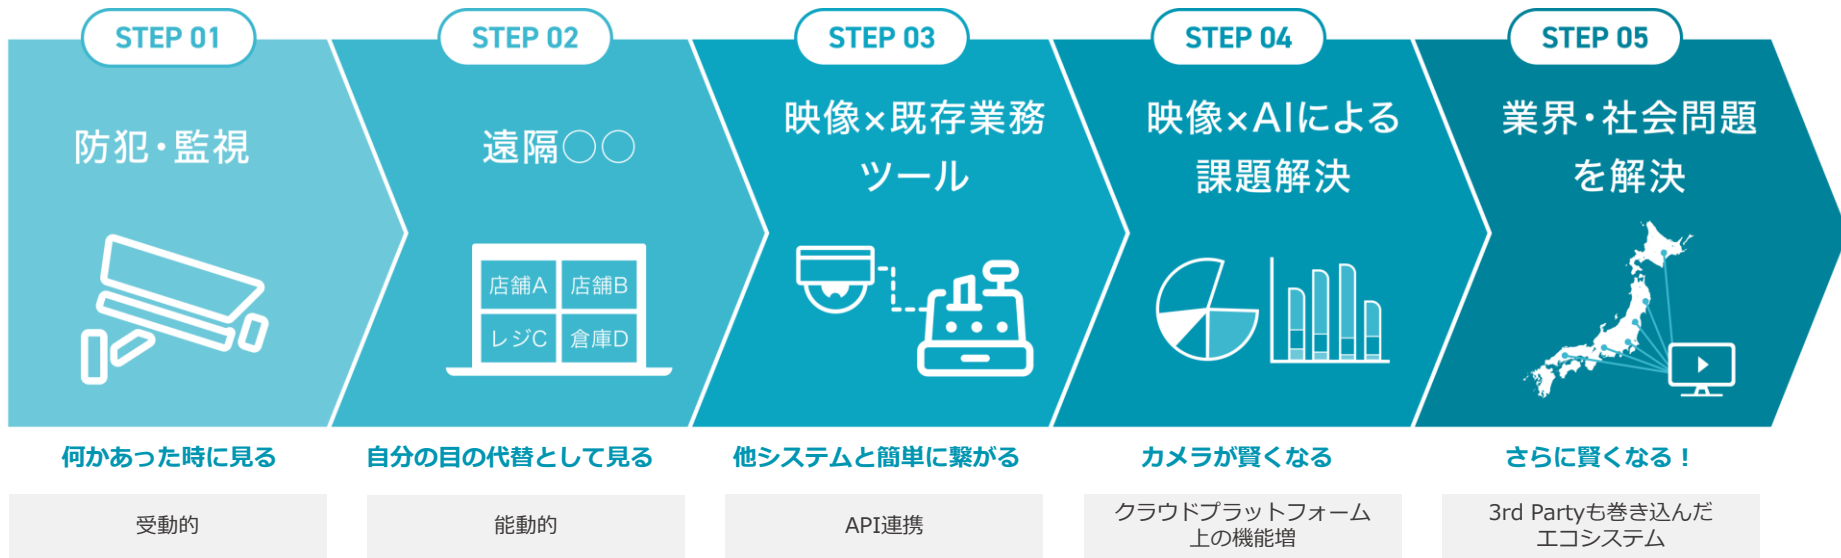 STEP 01
防犯・監視
何かあった時に見る
受動的
STEP 02
遠隔○○
店舗A
店舗B
レジC
倉庫D
自分の目の代替として見る
能動的
STEP 03
映像×既存業務
ツール
他システムと簡単に繋がる
API連携
STEP 04
映像×AIによる
課題解決
カメラが賢くなる
クラウドプラットフォーム
上の機能増
STEP 05
業界・社会問題
を解決
さらに賢くなる！
3rd Partyも巻き込んだ
エコシステム